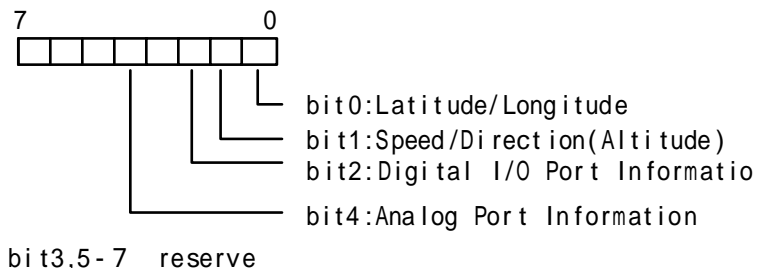 7 0
bit0:Latitude/Longitude
bit1:Speed/Direction(Altitude)
bit2:Digital I/O Port Informatio
bit4:Analog Port Information
bit3,5-7 reserve